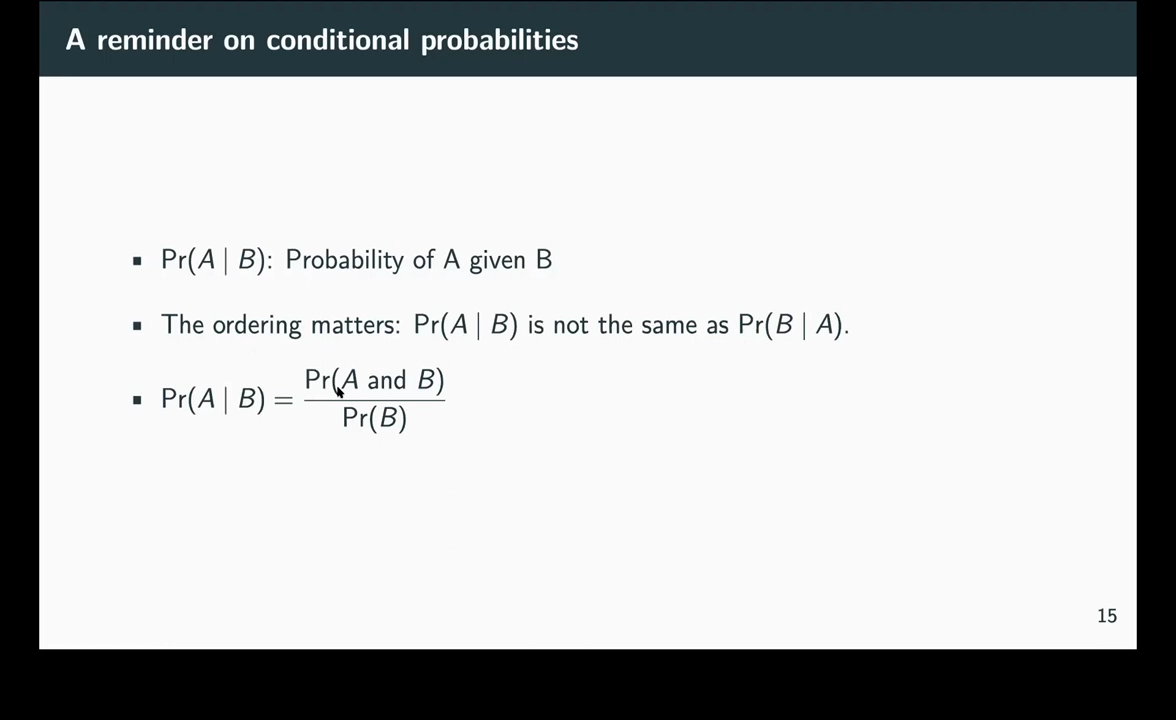 A reminder on conditional probabilities
▪ Pr(A | B): Probability of A given B
▪ The ordering matters: Pr(A | B) is not the same as Pr(B | A).
▪ Pr(A | B) = Pr(A and B) / Pr(B)
15